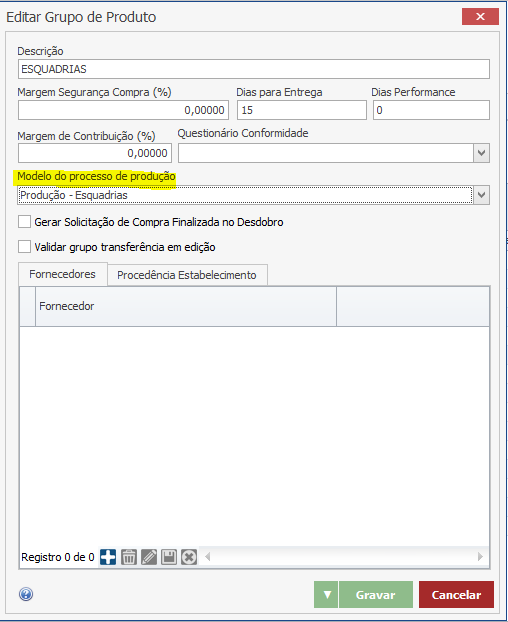 Editar Grupo de Produto
Descrição
ESQUADRIAS
Margem Segurança Compra (%) Dias para Entrega Dias Performance
0,00000 15 0
Margem de Contribuição (%) Questionário Conformidade
0,00000
Modelo do processo de produção
Produção - Esquadrias
Gerar Solicitação de Compra Finalizada no Desdobro
Validar grupo transferência em edição
Fornecedores Procedência Estabelecimento
Fornecedor
Registro 0 de 0
Gravar Cancelar